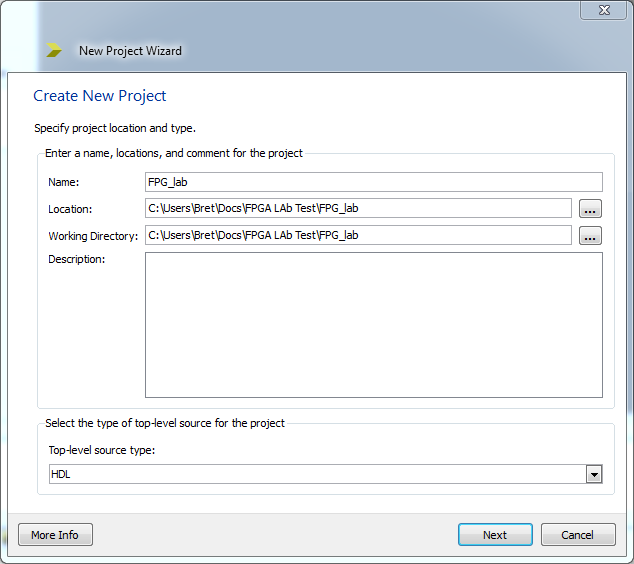 New Project Wizard
Create New Project
Specify project location and type.
Enter a name, locations, and comment for the project
Name: FPG_lab
Location: C:\Users\Bret\Docs\FPGA LAb Test\FPG_lab ...
Working Directory: C:\Users\Bret\Docs\FPGA LAb Test\FPG_lab ...
Description:
Select the type of top-level source for the project
Top-level source type:
HDL
More Info Next Cancel